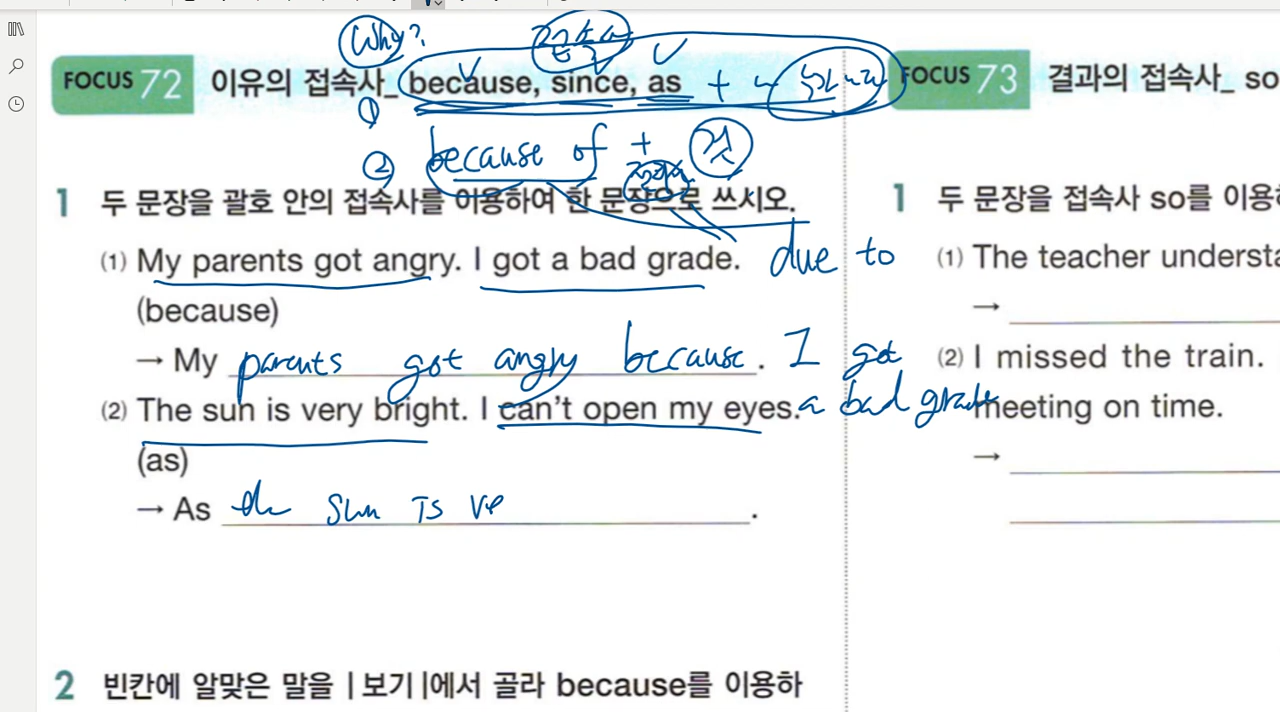 Why?
FOCUS 72 이유의 접속사_ because, since, as +
① 
② because of + 것
1 두 문장을 괄호 안의 접속사를 이용하여 한 문장으로 쓰시오.
(1) My parents got angry. I got a bad grade. due to
(because)
→ My parents got angry because. I got
a bad grade
(2) The sun is very bright. I can't open my eyes.
(as)
→ As the sun is ve .
2 빈칸에 알맞은 말을 | 보기 |에서 골라 because를 이용하
FOCUS 73 결과의 접속사_ so
1 두 문장을 접속사 so를 이용
(1) The teacher underst
→
(2) I missed the train.
meeting on time.
→